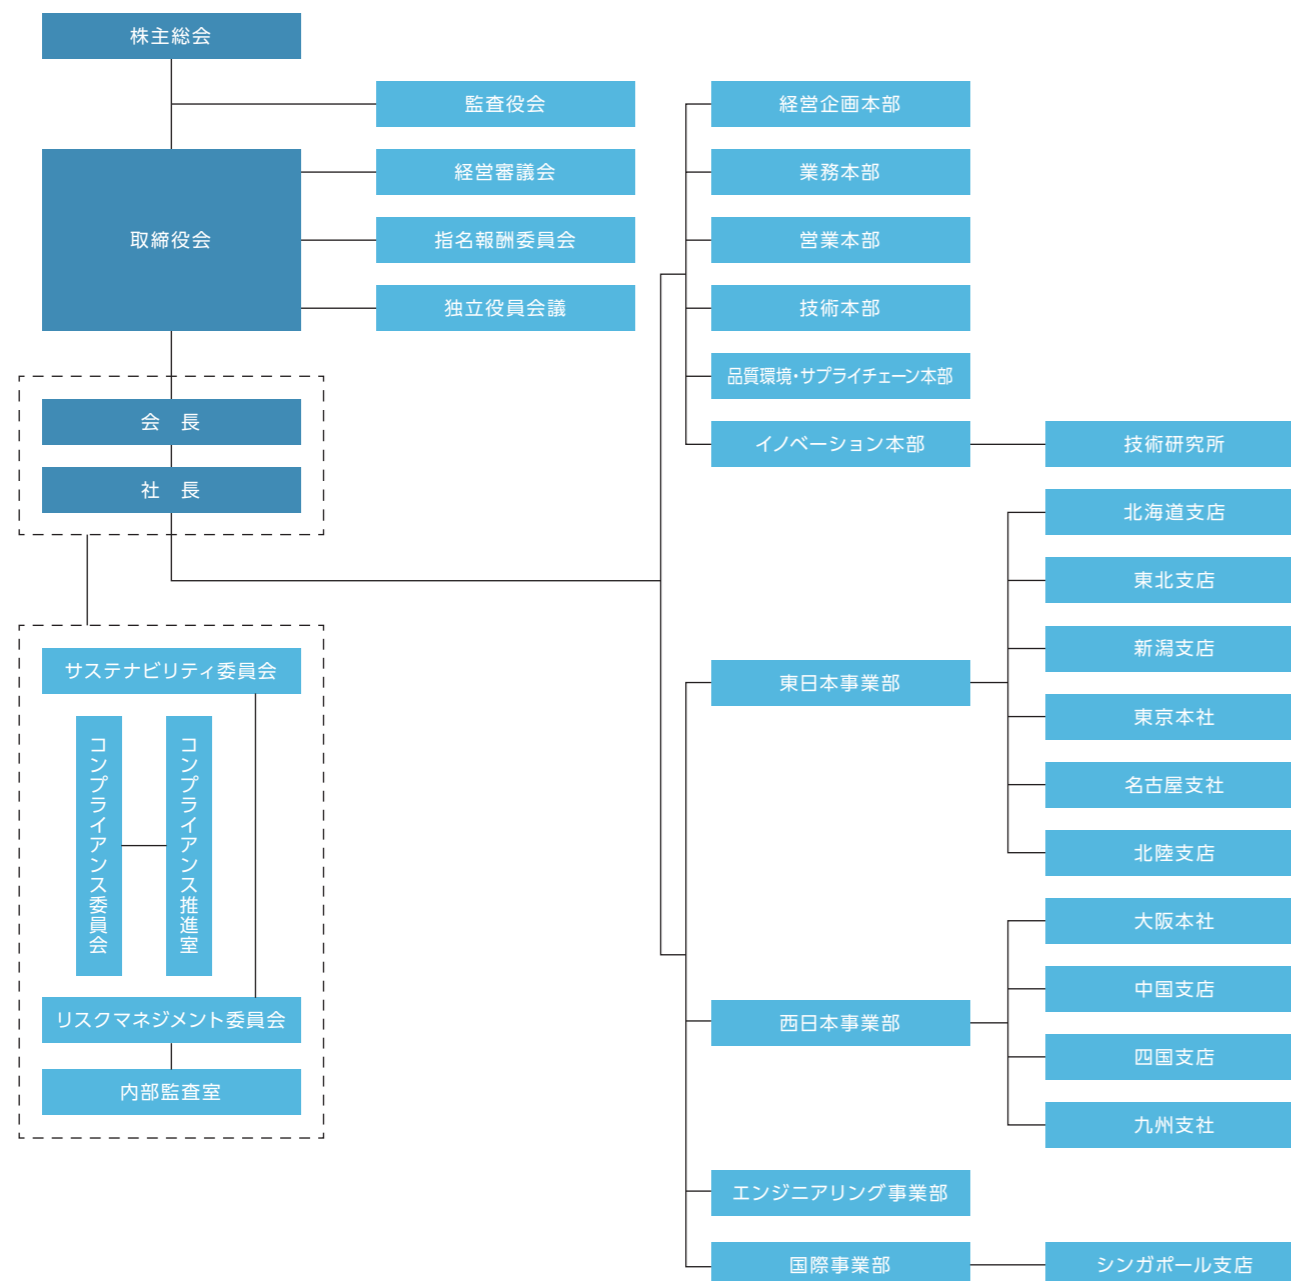 株主総会
監査役会
取締役会
経営審議会
指名報酬委員会
独立役員会議
会　長
社　長
サステナビリティ委員会
コンプライアンス委員会
コンプライアンス推進室
リスクマネジメント委員会
内部監査室
経営企画本部
業務本部
営業本部
技術本部
品質環境・サプライチェーン本部
イノベーション本部
技術研究所
東日本事業部
北海道支店
東北支店
新潟支店
東京本社
名古屋支社
北陸支店
西日本事業部
大阪本社
中国支店
四国支店
九州支社
エンジニアリング事業部
国際事業部
シンガポール支店